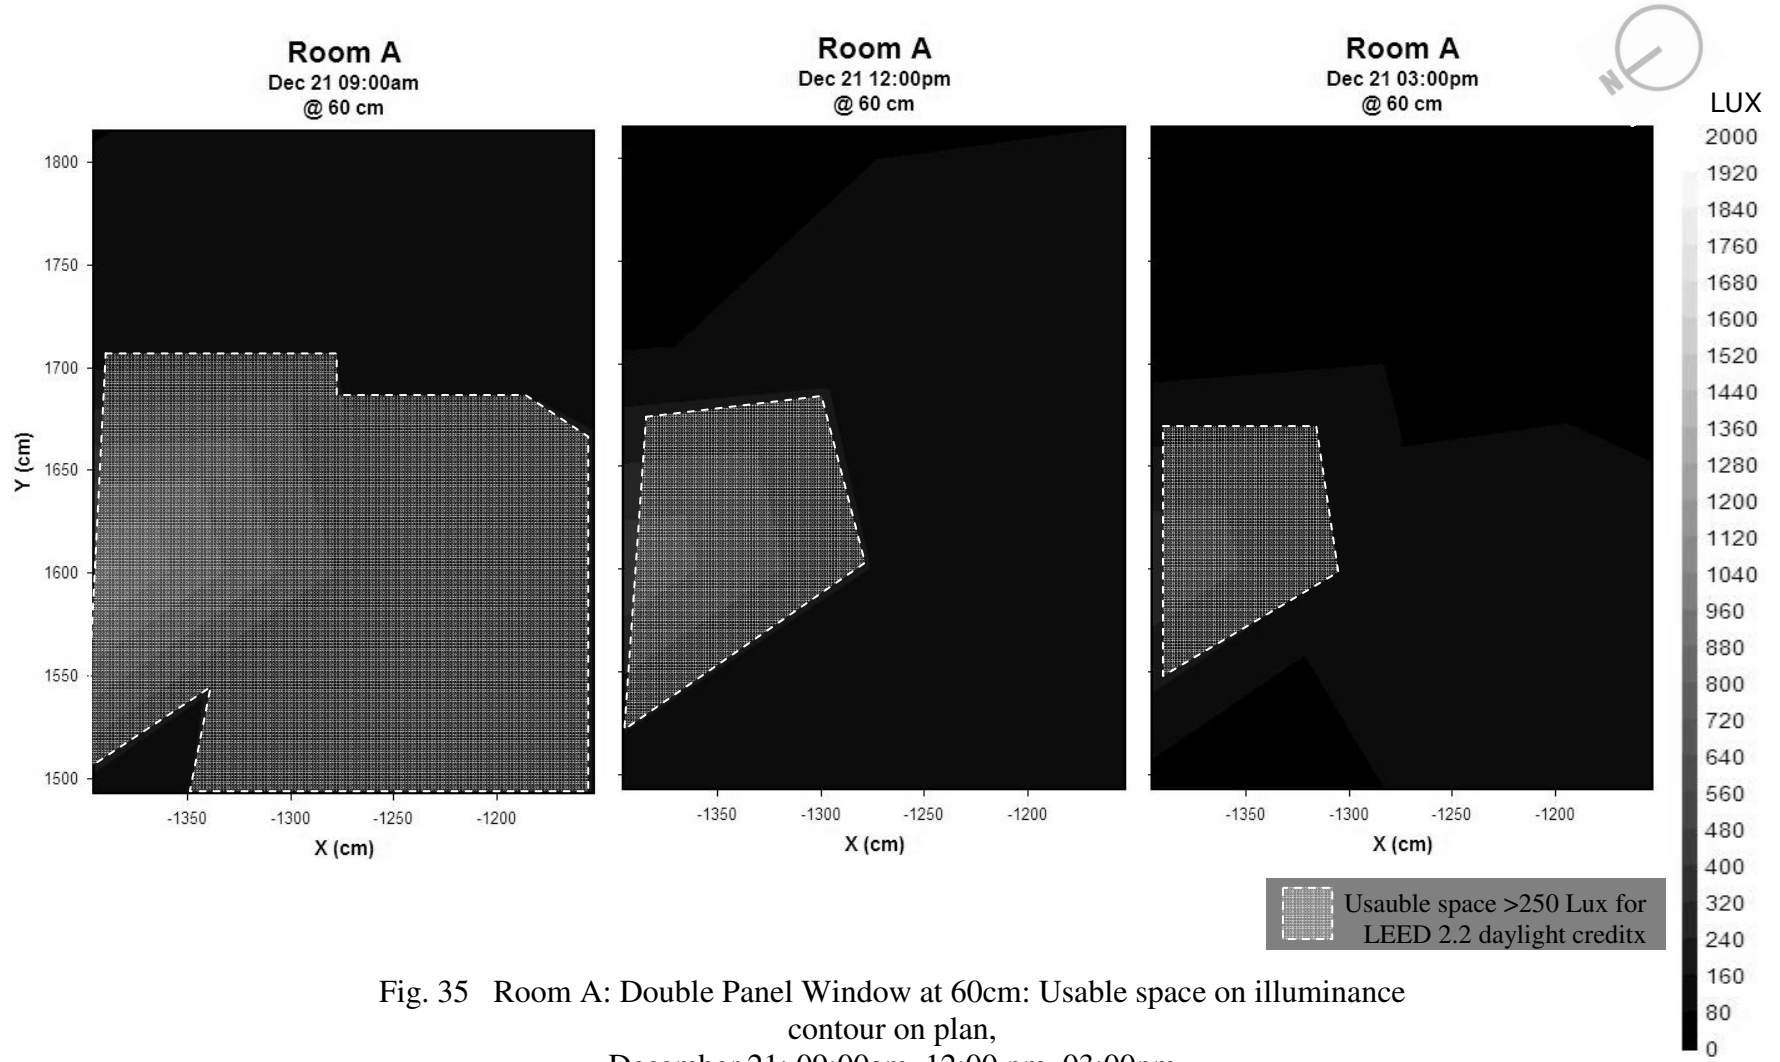 Room A
Dec 21 09:00am
@ 60 cm
Room A
Dec 21 12:00pm
@ 60 cm
Room A
Dec 21 03:00pm
@ 60 cm
N
LUX
2000
1920
1840
1760
1680
1600
1520
1440
1360
1280
1200
1120
1040
960
880
800
720
640
560
480
400
320
240
160
80
0
Y (cm)
1800
1750
1700
1650
1600
1550
1500
-1350 -1300 -1250 -1200
X (cm)
-1350 -1300 -1250 -1200
X (cm)
-1350 -1300 -1250 -1200
X (cm)
Usauble space >250 Lux for
LEED 2.2 daylight creditx
Fig. 35 Room A: Double Panel Window at 60cm: Usable space on illuminance
contour on plan,
December 21: 09:00am, 12:00 pm, 03:00pm